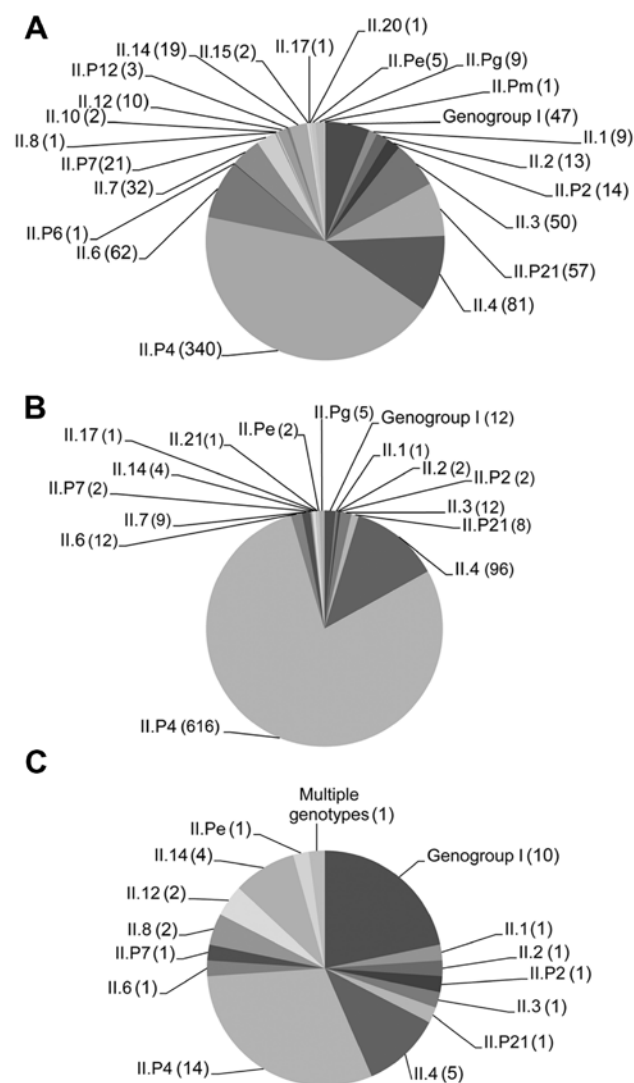 A
II.20 (1)
II.17 (1)
II.14 (19)
II.15 (2)
II.Pe (5)
II.Pg (9)
II.P12 (3)
II.Pm (1)
II.12 (10)
Genogroup I (47)
II.10 (2)
II.1 (9)
II.8 (1)
II.2 (13)
II.P7 (21)
II.P2 (14)
II.7 (32)
II.3 (50)
II.P6 (1)
II.6 (62)
II.P21 (57)
II.4 (81)
II.P4 (340)
B
II.Pg (5)
Genogroup I (12)
II.Pe (2)
II.17 (1)
II.21 (1)
II.1 (1)
II.2 (2)
II.14 (4)
II.P2 (2)
II.P7 (2)
II.3 (12)
II.7 (9)
II.P21 (8)
II.6 (12)
II.4 (96)
II.P4 (616)
C
Multiple
genotypes (1)
II.Pe (1)
II.14 (4)
Genogroup I (10)
II.12 (2)
II.8 (2)
II.1 (1)
II.P7 (1)
II.2 (1)
II.P2 (1)
II.6 (1)
II.3 (1)
II.P21 (1)
II.P4 (14)
II.4 (5)